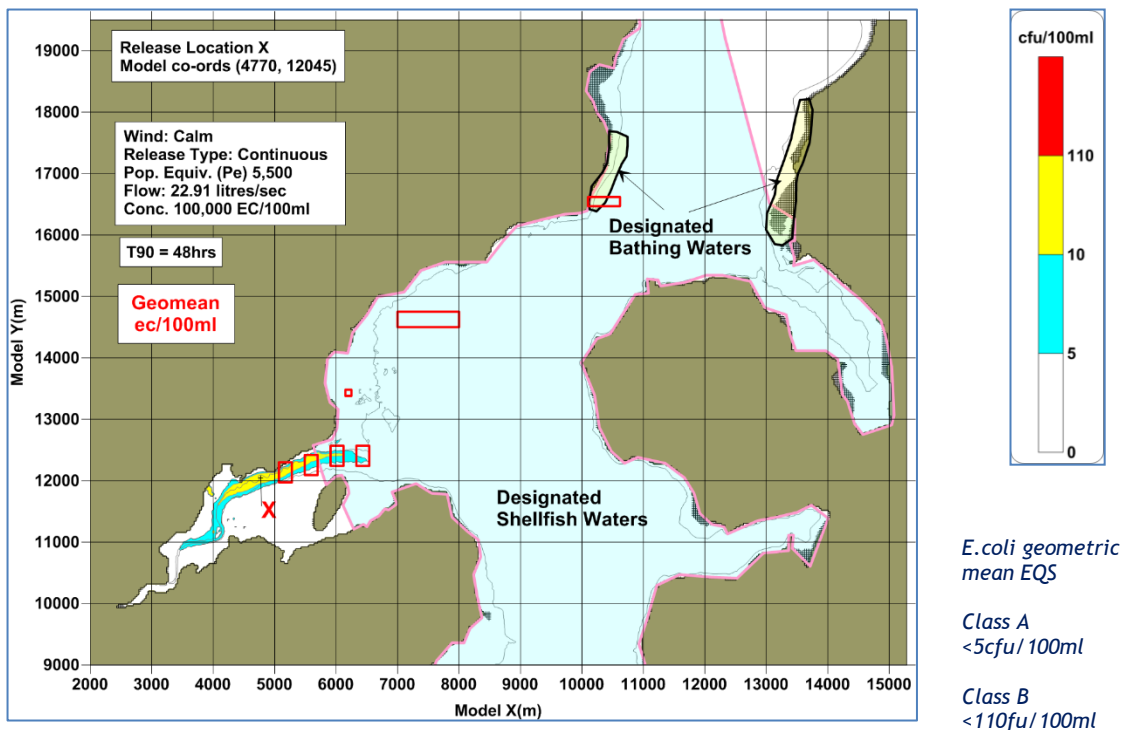 Release Location X
Model co-ords (4770, 12045)
Wind: Calm
Release Type: Continuous
Pop. Equiv. (Pe) 5,500
Flow: 22.91 litres/sec
Conc. 100,000 EC/100ml
T90 = 48hrs
Geomean
ec/100ml
Designated
Bathing Waters
Designated
Shellfish Waters
X
Model Y(m)
19000
18000
17000
16000
15000
14000
13000
12000
11000
10000
9000
2000 3000 4000 5000 6000 7000 8000 9000 10000 11000 12000 13000 14000 15000
Model X(m)
cfu/100ml
110
10
5
0
E.coli geometric
mean EQS
Class A
<5cfu/100ml
Class B
<110fu/100ml